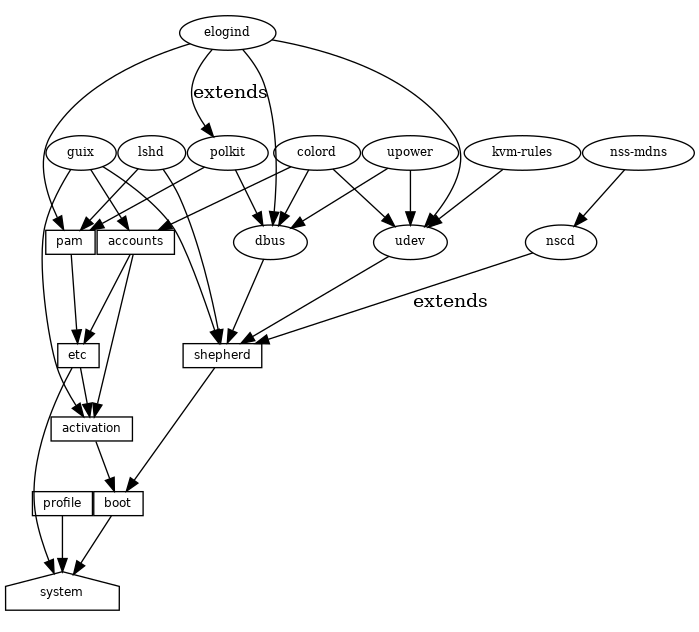 elogind
extends
guix
lshd
polkit
colord
upower
kvm-rules
nss-mdns
pam
accounts
dbus
udev
nscd
extends
etc
shepherd
activation
profile
boot
system